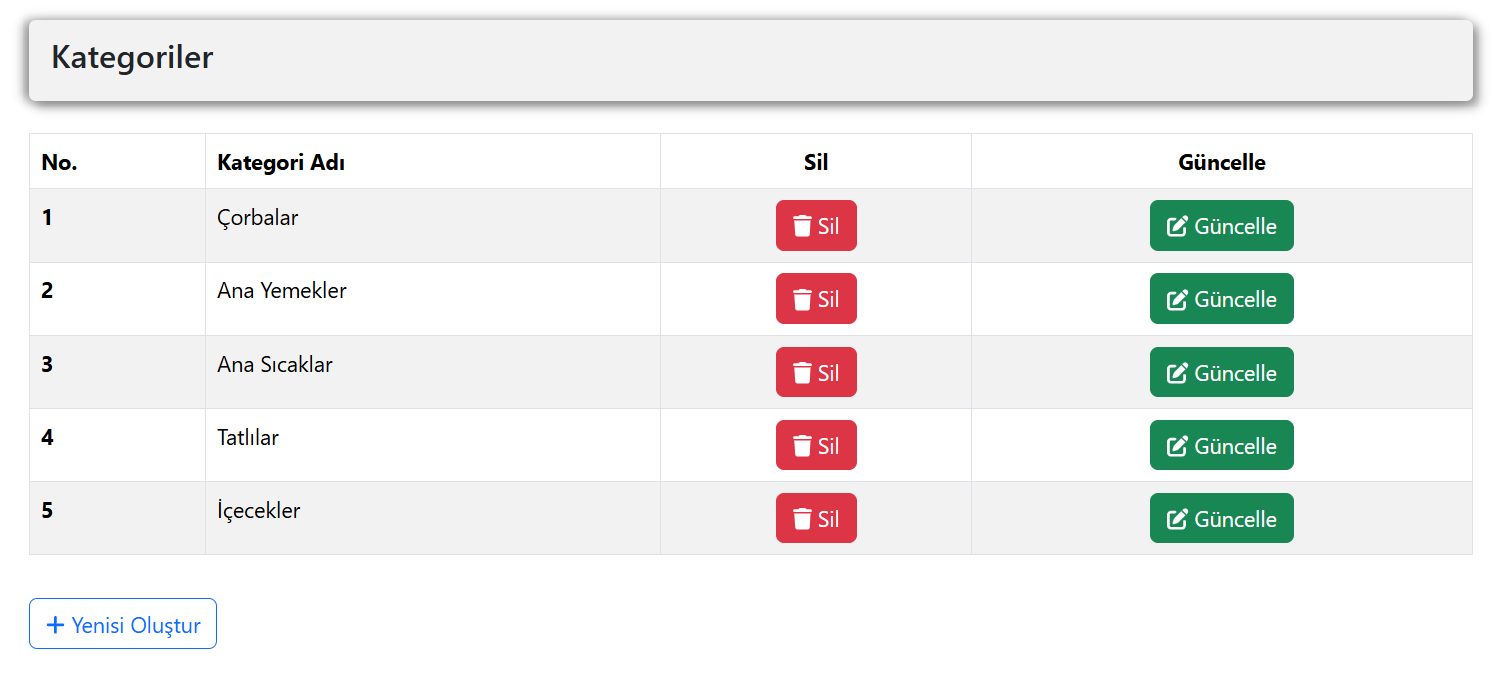 Kategoriler
No. Kategori Adı Sil Güncelle
1 Çorbalar Sil Güncelle
2 Ana Yemekler Sil Güncelle
3 Ana Sıcaklar Sil Güncelle
4 Tatlılar Sil Güncelle
5 İçecekler Sil Güncelle
+ Yenisi Oluştur